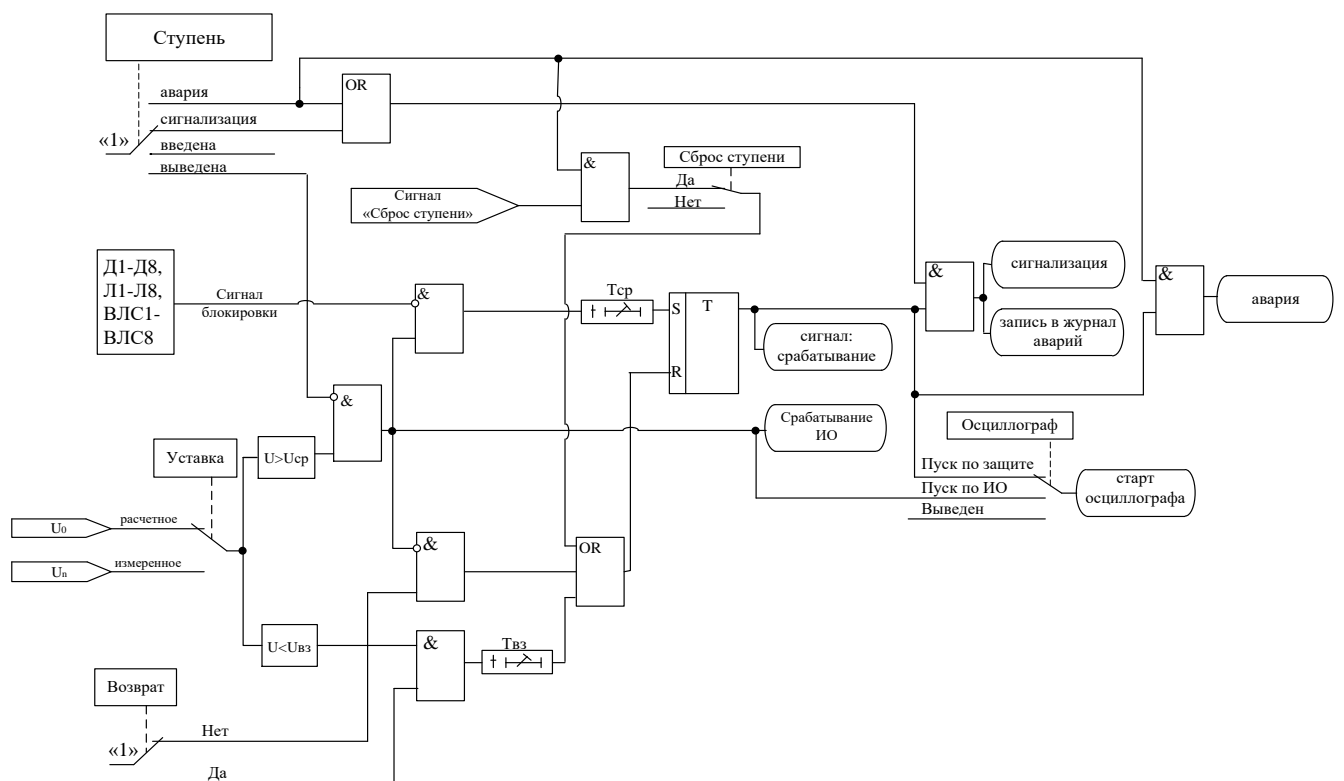 Ступень
авария
OR
сигнализация
«1»
введена
выведена
&
Сброс ступени
Да
Нет
Сигнал
«Сброс ступени»
Д1-Д8,
Л1-Л8,
ВЛС1-
ВЛС8
Сигнал
блокировки
&
Тср
S
T
R
сигнал:
срабатывание
&
сигнализация
запись в журнал
аварий
&
авария
&
Срабатывание
ИО
Осциллограф
Пуск по защите
Пуск по ИО
Выведен
старт
осциллографа
Уставка
U>Uср
U0
расчетное
Un
измеренное
&
OR
U<Uвз
&
Твз
Возврат
«1»
Нет
Да